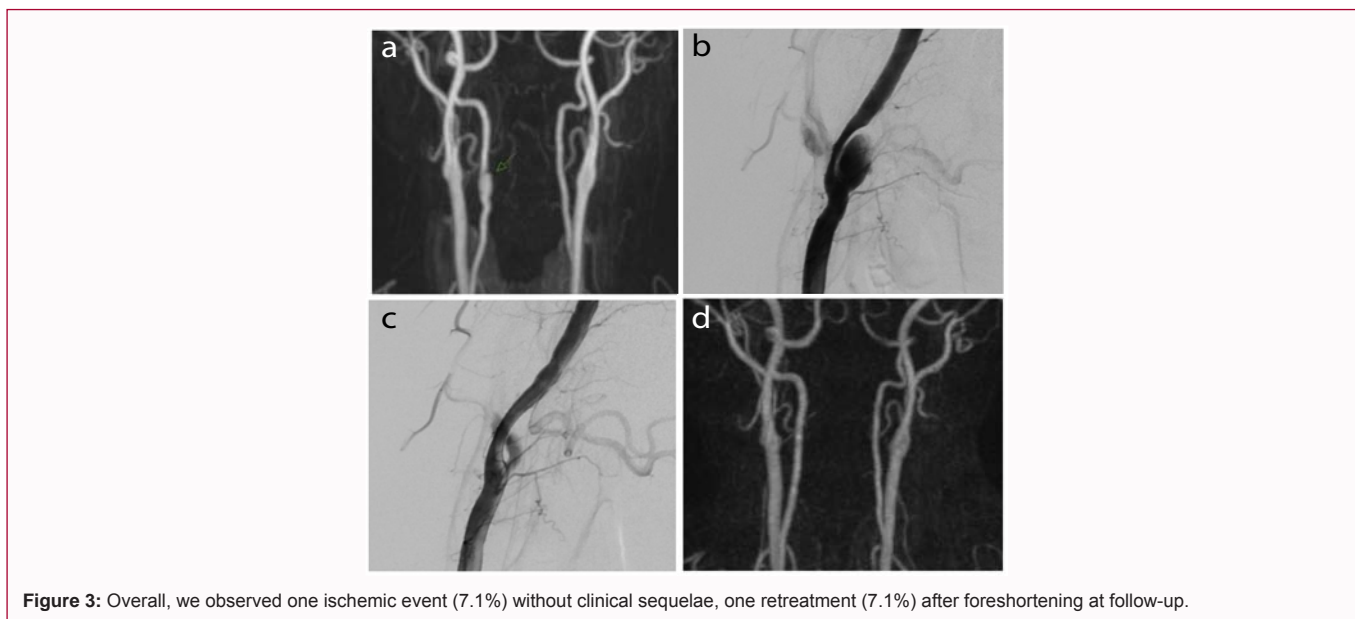 a
b
c
d
Figure 3: Overall, we observed one ischemic event (7.1%) without clinical sequelae, one retreatment (7.1%) after foreshortening at follow-up.